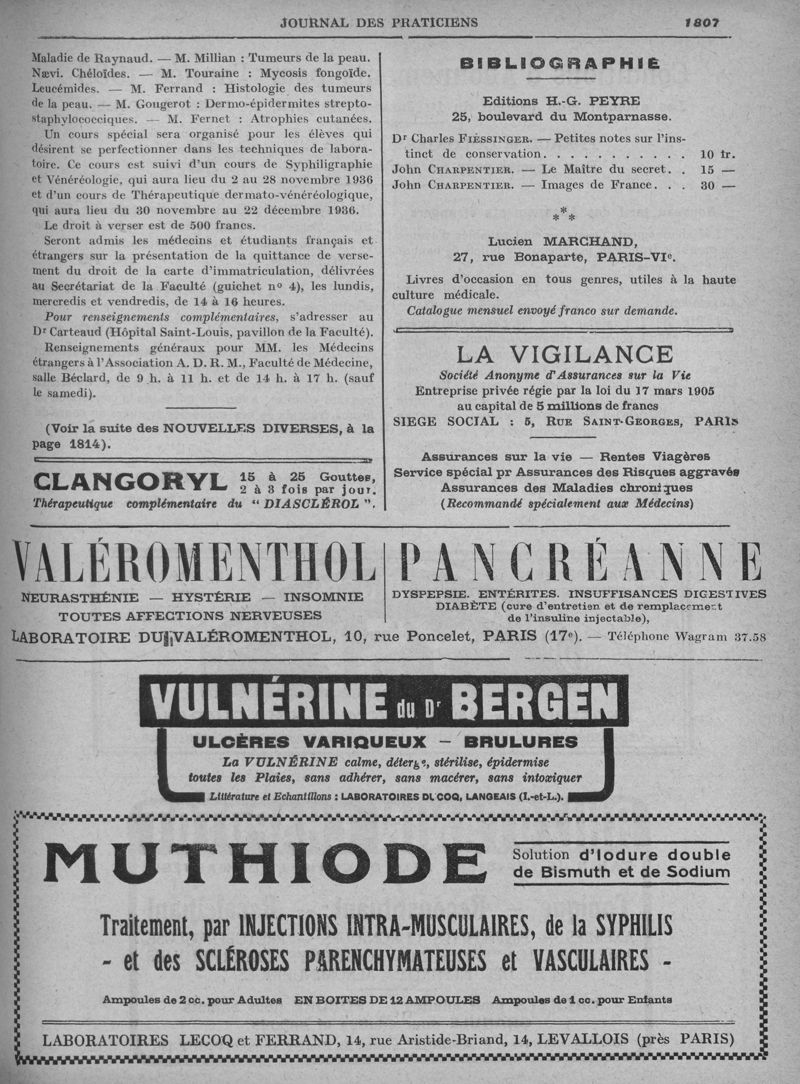 JOURNAL DES PRATICIENS
1807
Maladie de Raynaud. — M. Millian : Tumeurs de la peau.
Nævi. Chéloïdes. — M. Touraine : Mycosis fongoïde.
Leucémides. — M. Ferrand : Histologie des tumeurs
de la peau. — M. Gougerot : Dermo-épidermites strepto-
staphylococciques. — M. Fernet : Atrophies cutanées.
Un cours spécial sera organisé pour les élèves qui
désirent se perfectionner dans les techniques de labora-
toire. Ce cours est suivi d'un cours de Syphiligraphie
et Vénéréologie, qui aura lieu du 2 au 28 novembre 1936
et d'un cours de Thérapeutique dermato-vénéréologique,
qui aura lieu du 30 novembre au 22 décembre 1936.
Le droit à verser est de 500 francs.
Seront admis les médecins et étudiants français et
étrangers sur la présentation de la quittance de verse-
ment du droit de la carte d'immatriculation, délivrées
au Secrétariat de la Faculté (guichet nº 4), les lundis,
mercredis et vendredis, de 14 à 16 heures.
Pour renseignements complémentaires, s'adresser au
Dr Carteaud (Hôpital Saint-Louis, pavillon de la Faculté).
Renseignements généraux pour MM. les Médecins
étrangers à l'Association A. D. R. M., Faculté de Médecine,
salle Béclard, de 9 h. à 11 h. et de 14 h. à 17 h. (sauf
le samedi).
(Voir la suite des NOUVELLES DIVERSES, à la
page 1814).
CLANGORYL 15 à 25 Gouttes,
2 à 3 fois par jour.
Thérapeutique complémentaire du " DIASCLÉROL ".
BIBLIOGRAPHIE
Editions H.-G. PEYRE
25, boulevard du Montparnasse.
Dr Charles FIESSINGER. — Petites notes sur l'ins-
tinct de conservation. . . . . . . . . . . 10 fr.
John CHARPENTIER. — Le Maître du secret. . 15 —
John CHARPENTIER. — Images de France. . . 30 —
***
Lucien MARCHAND,
27, rue Bonaparte, PARIS-VIe.
Livres d'occasion en tous genres, utiles à la haute
culture médicale.
Catalogue mensuel envoyé franco sur demande.
LA VIGILANCE
Société Anonyme d'Assurances sur la Vie
Entreprise privée régie par la loi du 17 mars 1905
au capital de 5 millions de francs
SIEGE SOCIAL : 5, RUE SAINT-GEORGES, PARIS
Assurances sur la vie — Rentes Viagères
Service spécial pr Assurances des Risques aggravés
Assurances des Maladies chroniques
(Recommandé spécialement aux Médecins)
VALÉROMENTHOL
NEURASTHÉNIE — HYSTÉRIE — INSOMNIE
TOUTES AFFECTIONS NERVEUSES
PANCRÉANNE
DYSPEPSIE. ENTÉRITES. INSUFFISANCES DIGESTIVES
DIABÈTE (cure d'entretien et de remplacement
de l'insuline injectable),
LABORATOIRE DU VALÉROMENTHOL, 10, rue Poncelet, PARIS (17e). — Téléphone Wagram 37.58
VULNÉRINE du Dr BERGEN
ULCÈRES VARIQUEUX — BRULURES
La VULNÉRINE calme, déterge, stérilise, épidermise
toutes les Plaies, sans adhérer, sans macérer, sans intoxiquer
Littérature et Echantillons : LABORATOIRES DUCOQ, LANGEAIS (I.-et-L.).
MUTHIODE Solution d'Iodure double
de Bismuth et de Sodium
Traitement, par INJECTIONS INTRA-MUSCULAIRES, de la SYPHILIS
- et des SCLÉROSES PARENCHYMATEUSES et VASCULAIRES -
Ampoules de 2 cc. pour Adultes EN BOITES DE 12 AMPOULES Ampoules de 1 cc. pour Enfants
LABORATOIRES LECOQ et FERRAND, 14, rue Aristide-Briand, 14, LEVALLOIS (près PARIS)